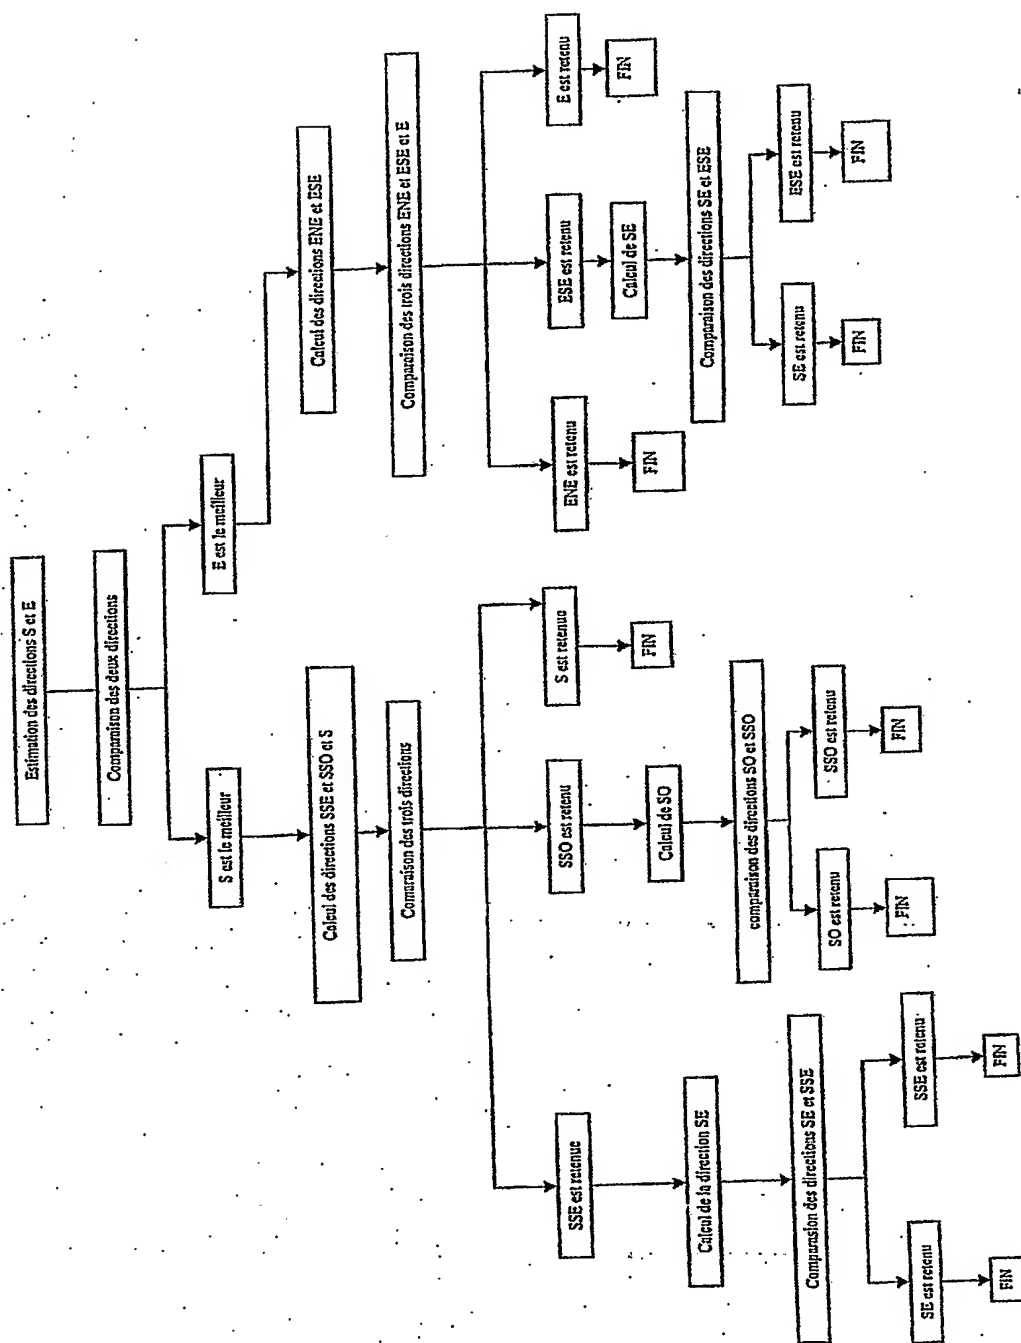 Estimation des directions S et E
Comparaison des deux directions
S est le meilleur
E est le meilleur
Calcul des directions SSE et SSO et S
Calcul des directions ENE et ESE
Comaraison des trois directions
Comparaison des trois directions ENE et ESE et E
SSE est retenue
SSO est retenu
S est retenue
ENE est retenu
ESE est retenu
E est retenu
Calcul de la direction SE
Calcul de SO
FIN
FIN
Calcul de SE
FIN
Comparasion des directions SE et SSE
comparaison des directions SO et SSO
Comparaison des directions SE et ESE
SE est retenu
SSE est retenu
SO est retenu
SSO est retenu
SE est retenu
ESE est retenu
FIN
FIN
FIN
FIN
FIN
FIN